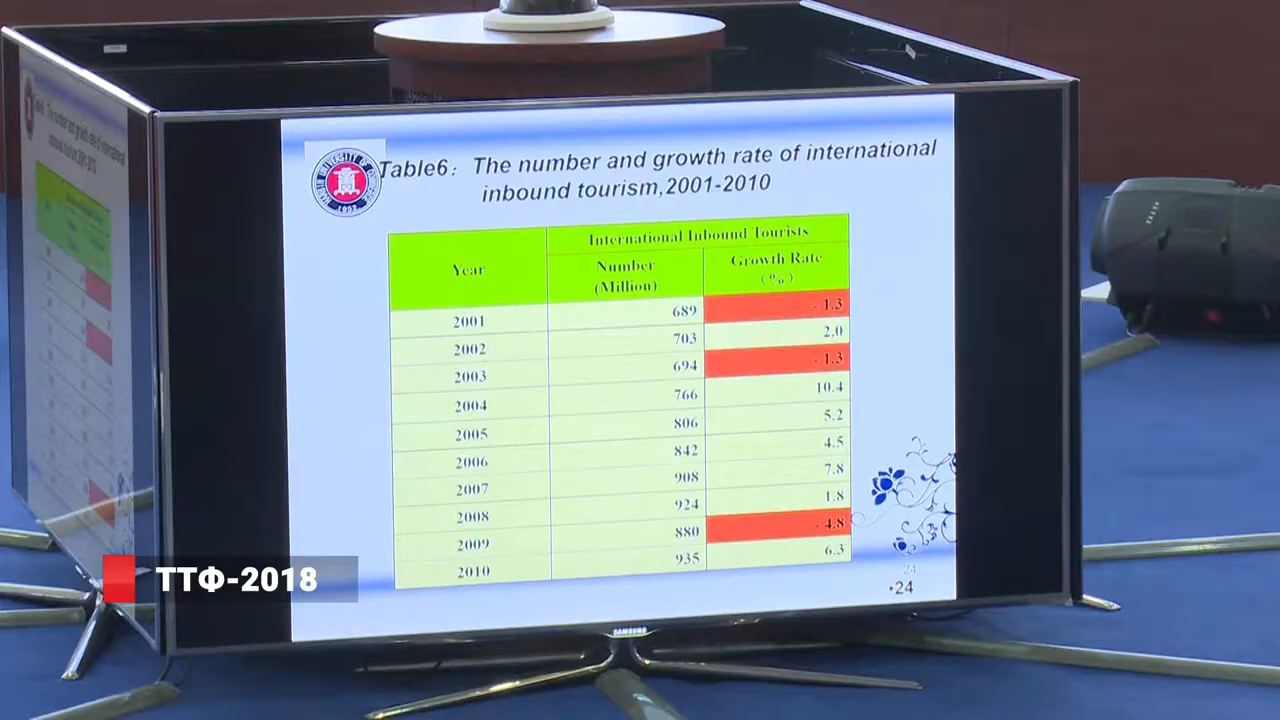 Table6： The number and growth rate of international
inbound tourism,2001-2010
Year
International Inbound Tourists
Number
(Million)
Growth Rate
（%）
2001 689 - 1.3
2002 703 2.0
2003 694 - 1.3
2004 766 10.4
2005 806 5.2
2006 842 4.5
2007 908 7.8
2008 924 1.8
2009 880 - 4.8
2010 935 6.3
24
•24
ТТФ-2018
SAMSUNG